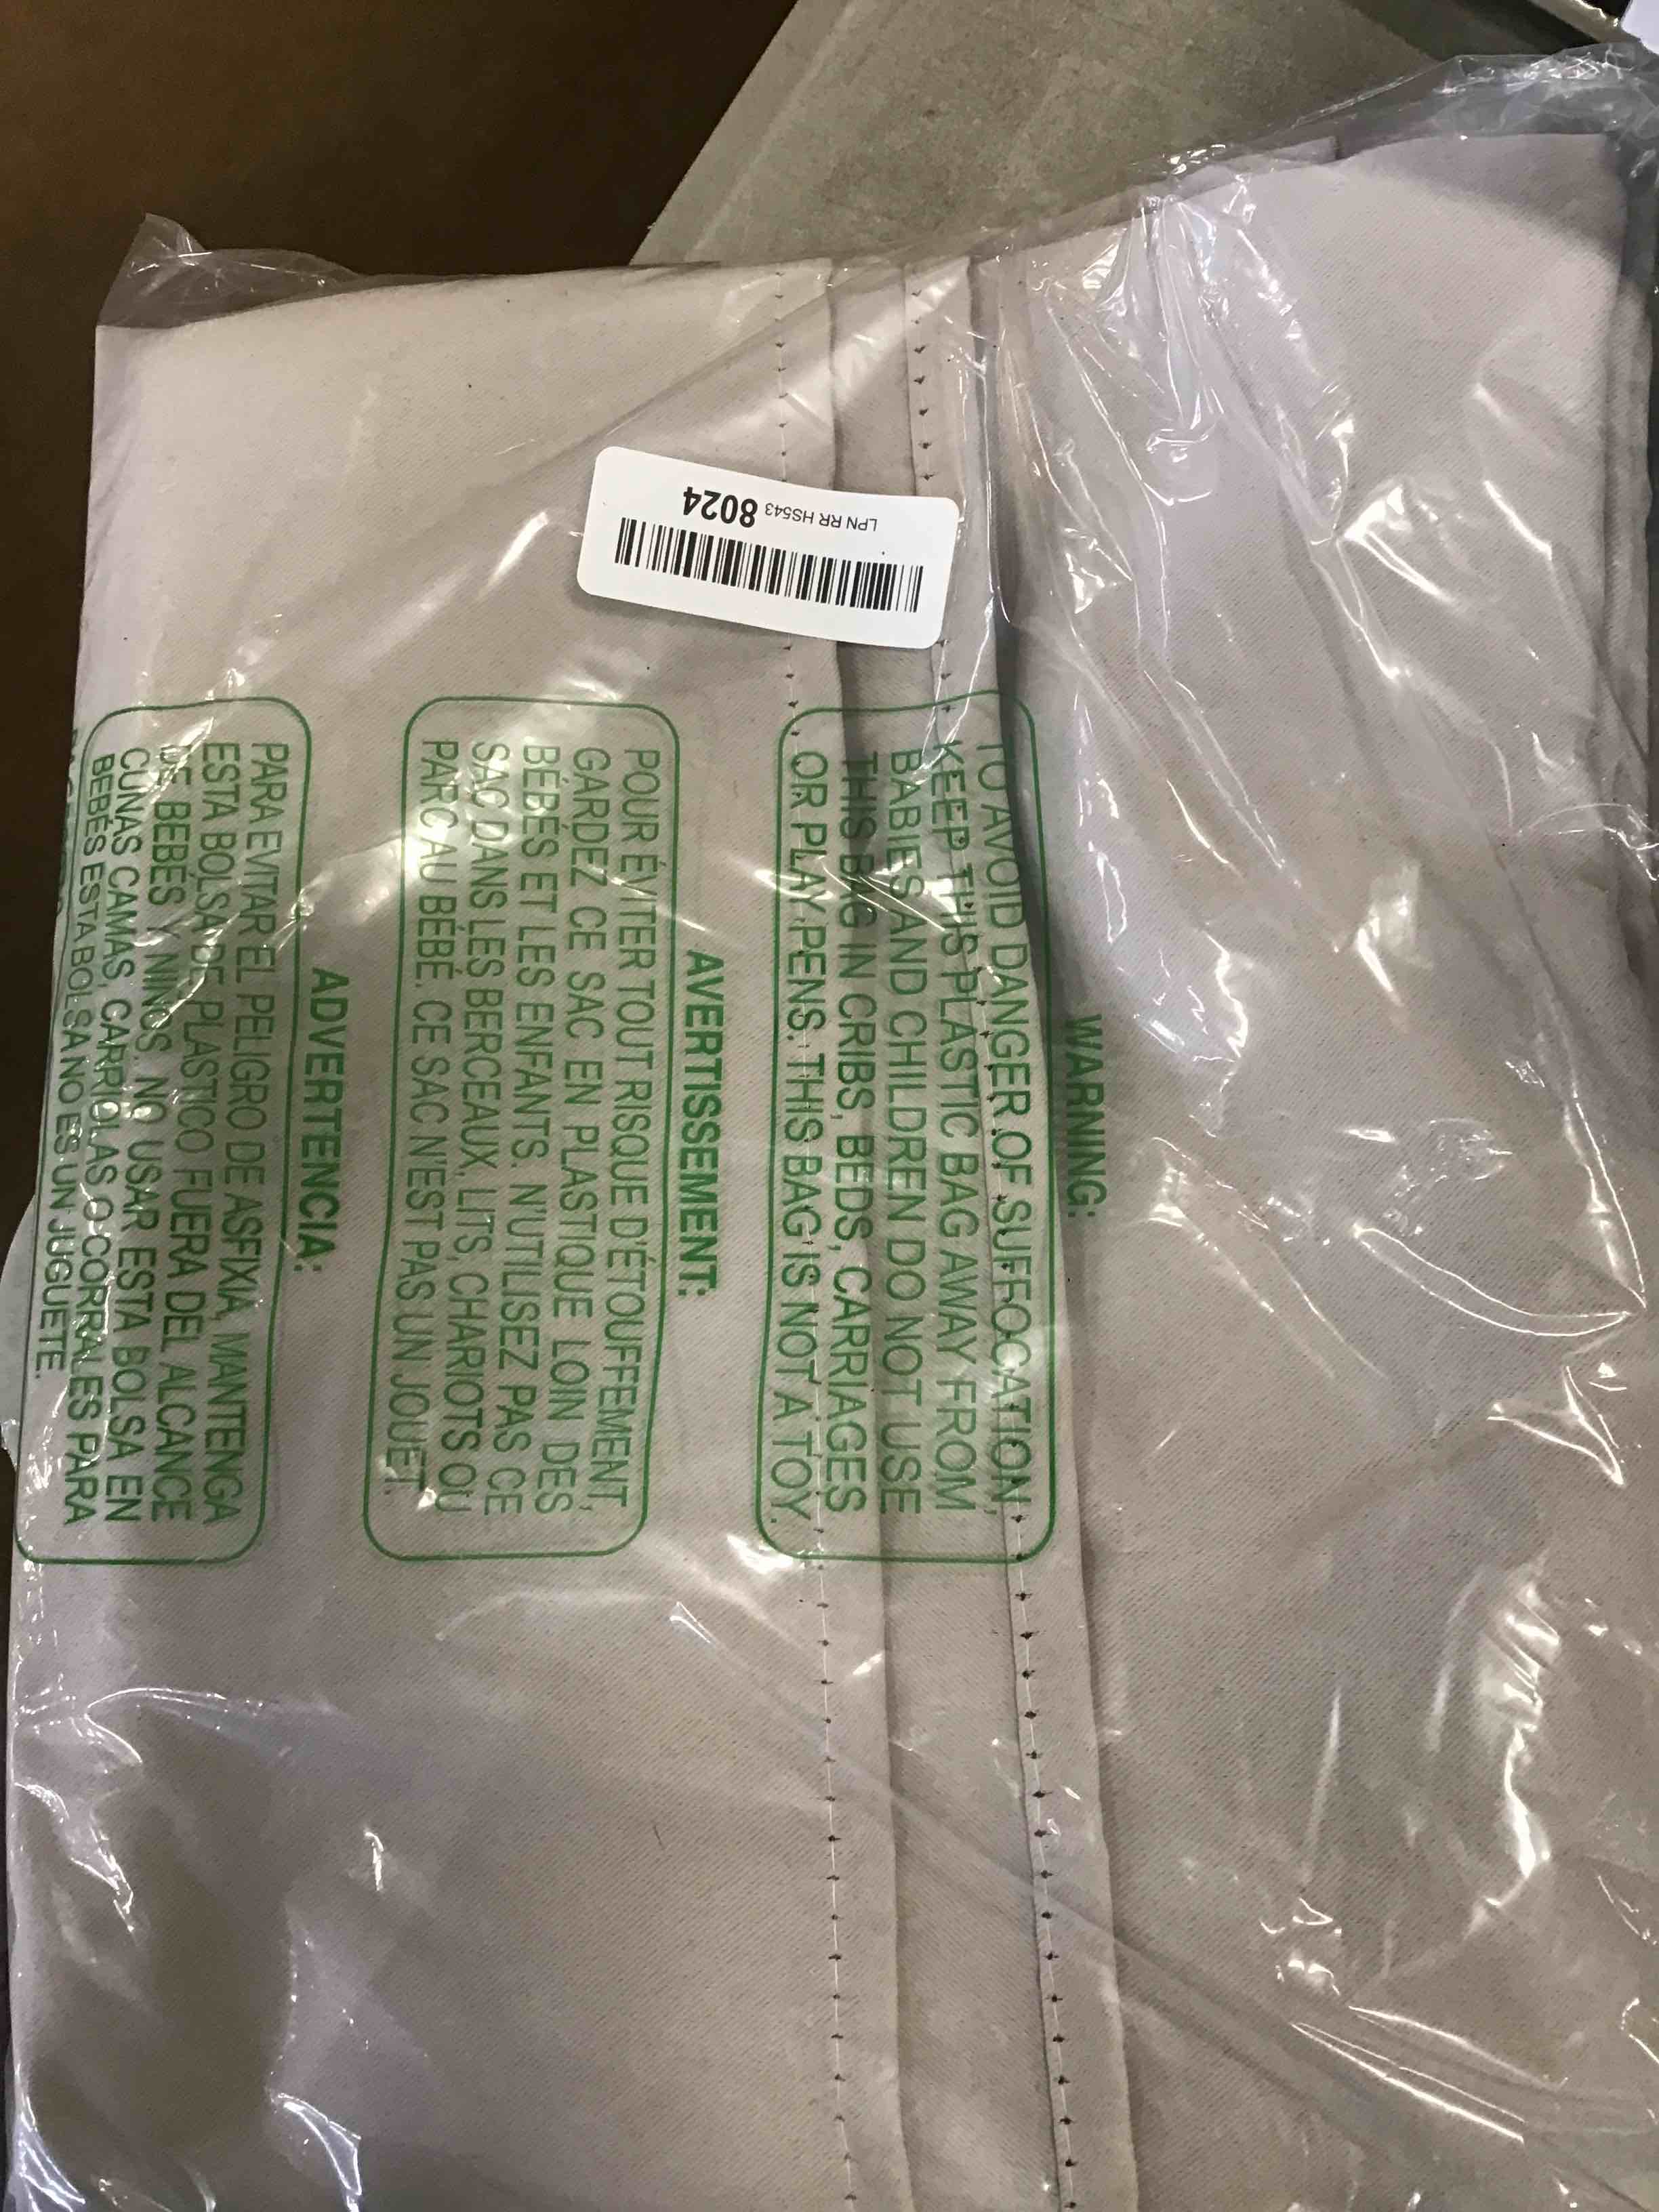 LPN RR HS543 8024
WARNING:
TO AVOID DANGER OF SUFFOCATION,
KEEP THIS PLASTIC BAG AWAY FROM
BABIES AND CHILDREN DO NOT USE
THIS BAG IN CRIBS, BEDS, CARRIAGES
OR PLAY PENS. THIS BAG IS NOT A TOY.
AVERTISSEMENT:
POUR ÉVITER TOUT RISQUE D'ÉTOUFFEMENT,
GARDEZ CE SAC EN PLASTIQUE LOIN DES
BÉBÉS ET LES ENFANTS. N'UTILISEZ PAS CE
SAC DANS LES BERCEAUX, LITS, CHARIOTS OU
PARC AU BÉBÉ. CE SAC N'EST PAS UN JOUET.
ADVERTENCIA:
PARA EVITAR EL PELIGRO DE ASFIXIA, MANTENGA
ESTA BOLSA DE PLASTICO FUERA DEL ALCANCE
DE BEBÉS Y NINOS. NO USAR ESTA BOLSA EN
CUNAS CAMAS, CARRIOLAS O CORRALES PARA
BEBÉS ESTA BOLSA NO ES UN JUGUETE.